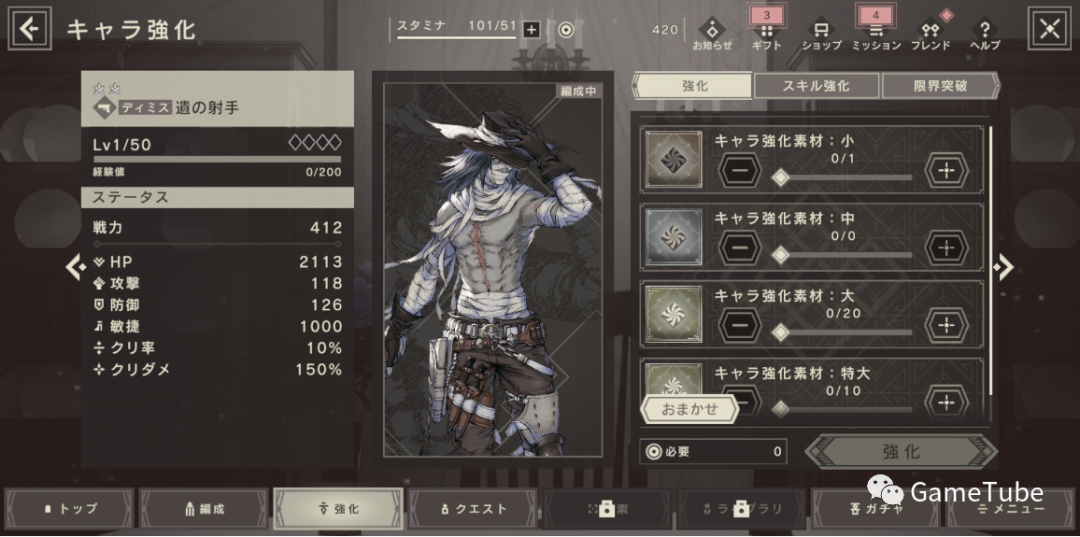 キャラ強化
スタミナ 101/51
420
お知らせ
3
ギフト
ショップ
4
ミッション
フレンド
ヘルプ
ディミス 遺の射手
Lv1/50
経験値 0/200
ステータス
戦力 412
HP 2113
攻撃 118
防御 126
敏捷 1000
クリ率 10%
クリダメ 150%
編成中
強化
スキル強化
限界突破
キャラ強化素材:小
0/1
キャラ強化素材:中
0/0
キャラ強化素材:大
0/20
キャラ強化素材:特大
0/10
おまかせ
必要 0
強化
トップ
編成
強化
クエスト
索
ガチャ
メニュー
GameTube